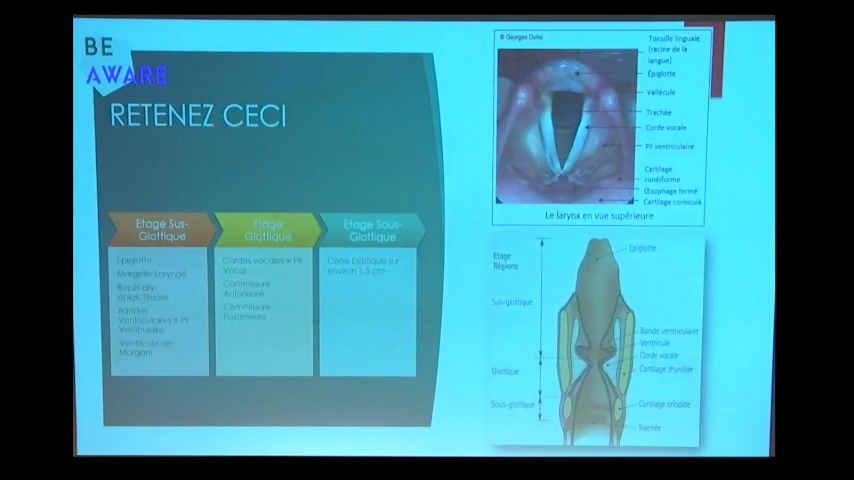 BE
AWARE
RETENEZ CECI
Etage Sus-
Glottique
Etage
Glottique
Etage Sous-
Glottique
Epiglotte
Margelle Laryngé
Replis ary-
épiglottiques
Bandes
Ventriculaires = Pli
Vestibulaire
Ventricule de
Morgani
Cordes vocales = Pli
Vocal
Commissure
Antérieure
Commissure
Postérieure
Cone Elastique sur
environ 1,5 cm
© Georges Dolisi
Tonsille linguale
(racine de la
langue)
Épiglotte
Vallécule
Trachée
Corde vocale
Pli ventriculaire
Cartilage
cunéiforme
Œsophage fermé
Cartilage corniculé
Le larynx en vue supérieure
Etage
Régions
Epiglotte
Sus-glottique
Bande ventriculaire
Ventricule
Corde vocale
Glottique
Cartilage thyroïde
Sous-glottique
Cartilage cricoïde
Trachée